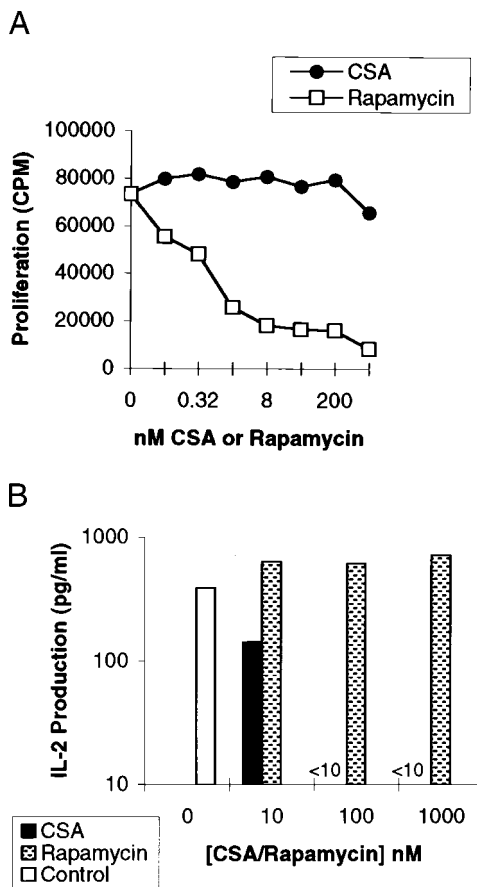 A
CSA
Rapamycin
Proliferation (CPM)
100000
80000
60000
40000
20000
0
0 0.32 8 200
nM CSA or Rapamycin
B
IL-2 Production (pg/ml)
1000
100
10
<10 <10
0 10 100 1000
[CSA/Rapamycin] nM
CSA
Rapamycin
Control